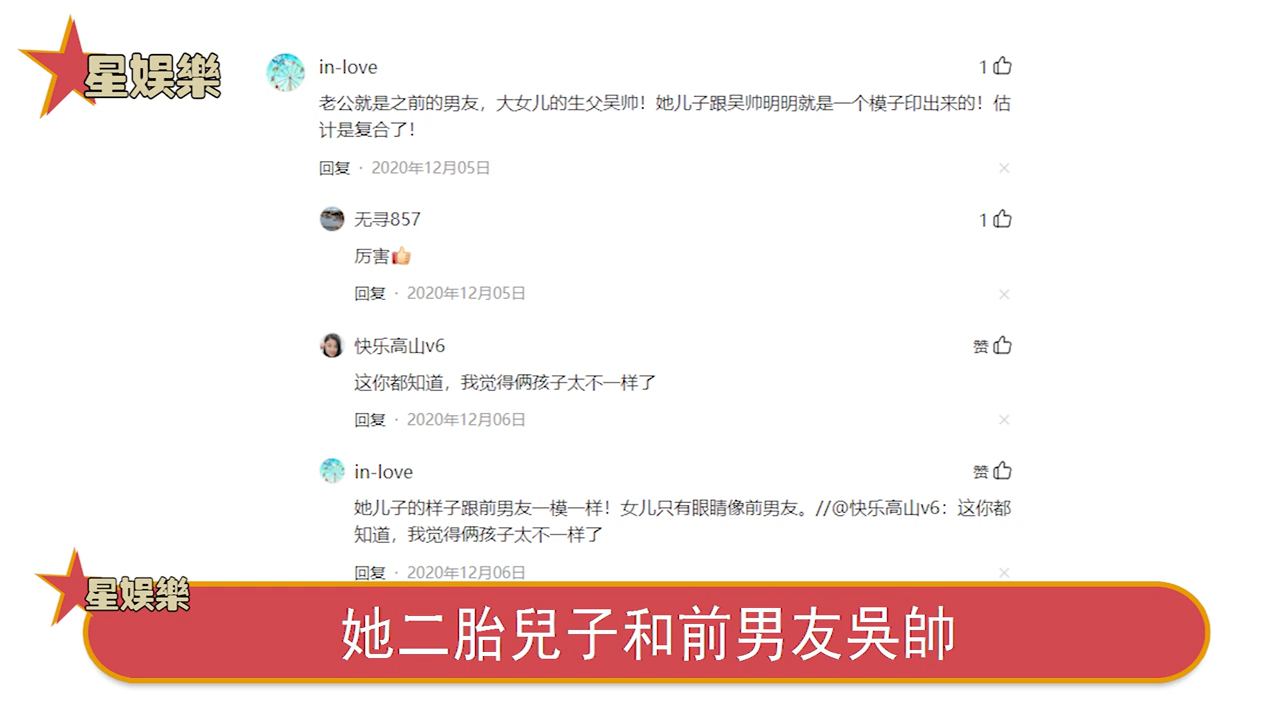 星娱樂
in-love
1
老公就是之前的男友，大女儿的生父吴帅！她儿子跟吴帅明明就是一个模子印出来的！估
计是复合了！
回复 · 2020年12月05日
无寻857
1
厉害👍
回复 · 2020年12月05日
快乐高山v6
赞
这你都知道，我觉得俩孩子太不一样了
回复 · 2020年12月06日
in-love
赞
她儿子的样子跟前男友一模一样！女儿只有眼睛像前男友。//@快乐高山v6：这你都
知道，我觉得俩孩子太不一样了
回复 · 2020年12月06日
星娱樂
她二胎兒子和前男友吳帥